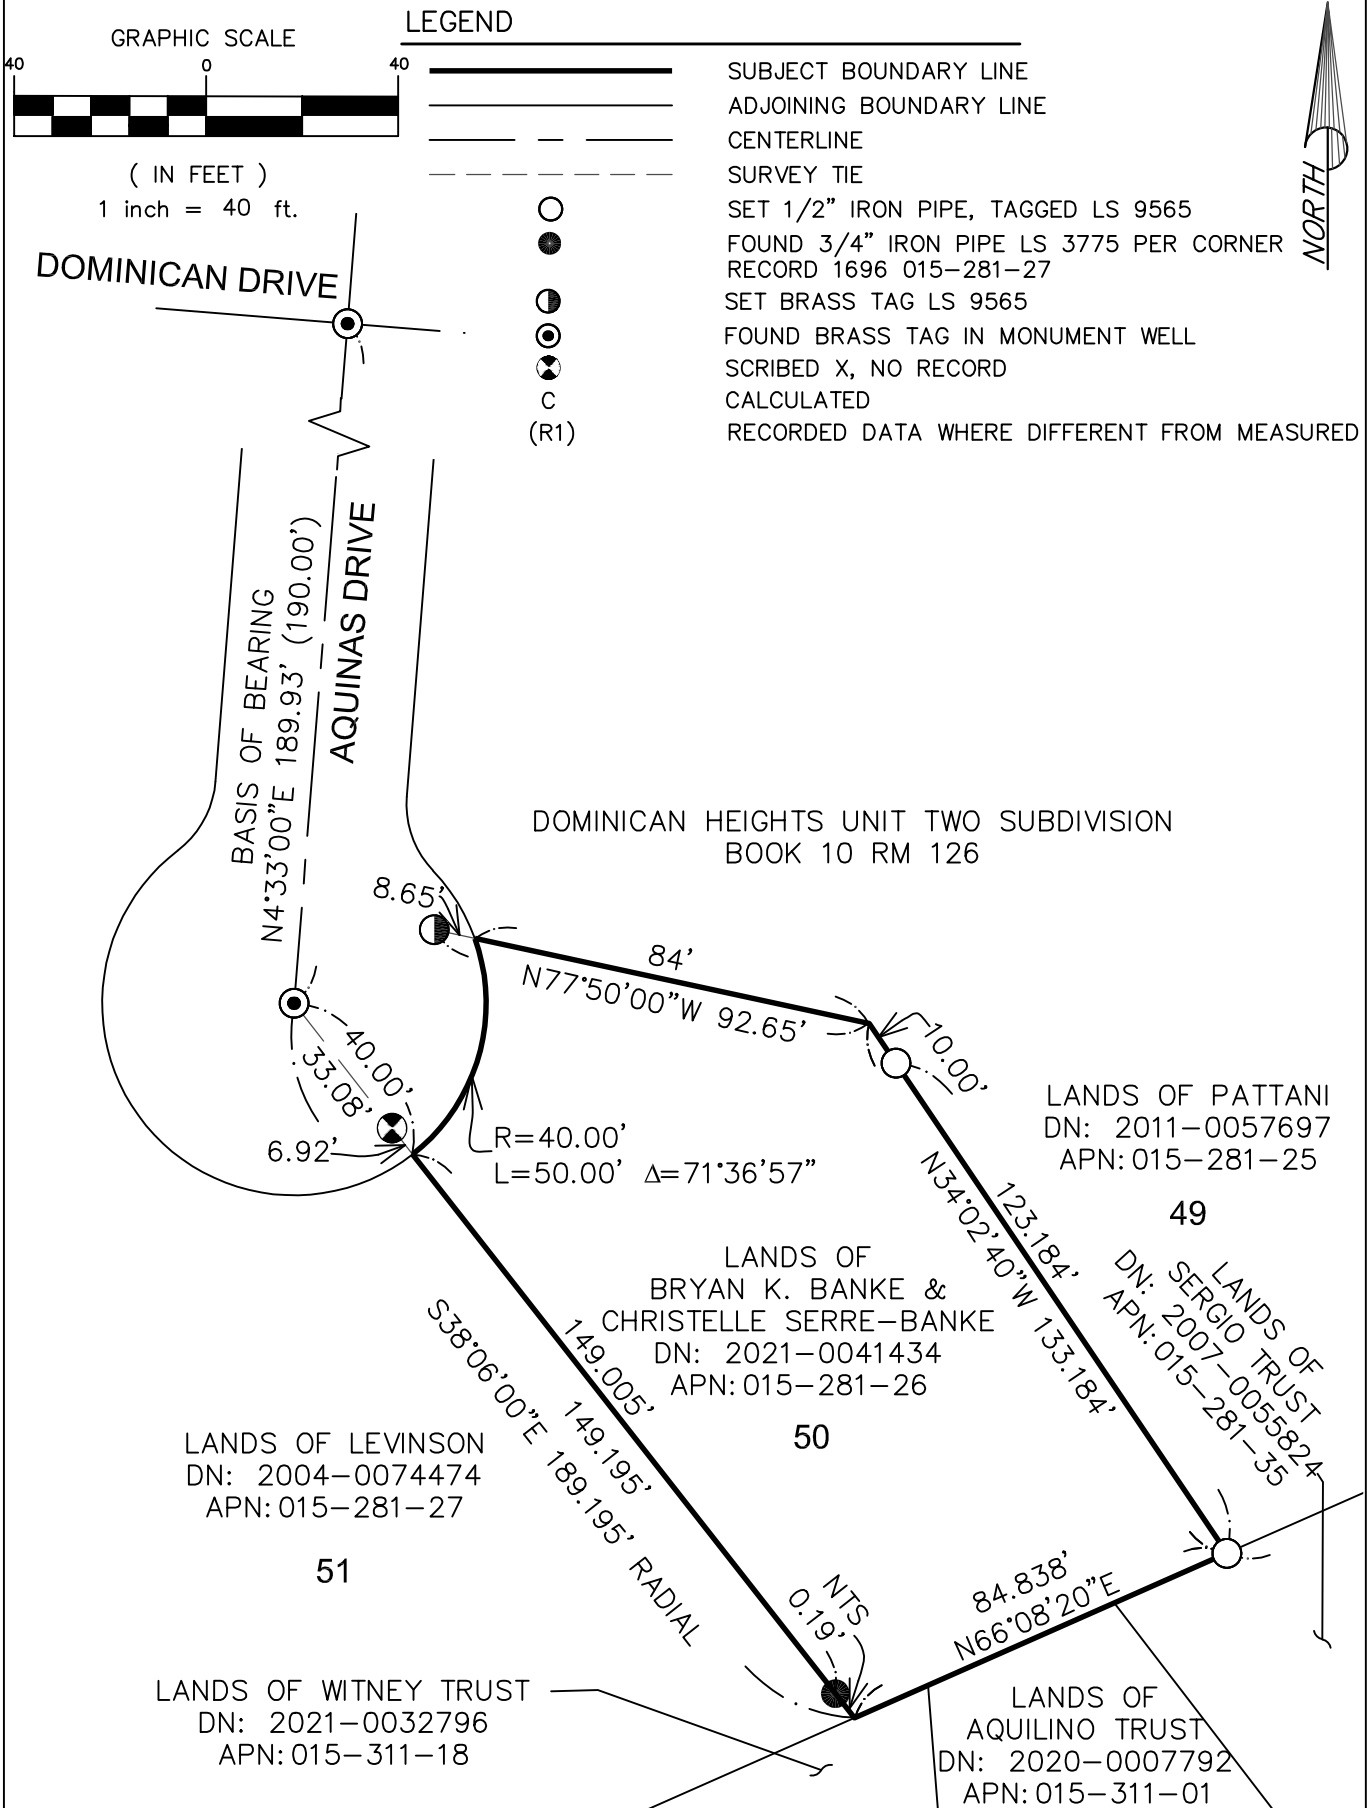 GRAPHIC SCALE
40 0 40
( IN FEET )
1 inch = 40 ft.
LEGEND
SUBJECT BOUNDARY LINE
ADJOINING BOUNDARY LINE
CENTERLINE
SURVEY TIE
SET 1/2" IRON PIPE, TAGGED LS 9565
FOUND 3/4" IRON PIPE LS 3775 PER CORNER
RECORD 1696 015-281-27
SET BRASS TAG LS 9565
FOUND BRASS TAG IN MONUMENT WELL
SCRIBED X, NO RECORD
C CALCULATED
(R1) RECORDED DATA WHERE DIFFERENT FROM MEASURED
NORTH
DOMINICAN DRIVE
BASIS OF BEARING
N4°33'00"E 189.93' (190.00')
AQUINAS DRIVE
DOMINICAN HEIGHTS UNIT TWO SUBDIVISION
BOOK 10 RM 126
8.65'
84'
N77°50'00"W 92.65'
10.00'
40.00'
33.08'
6.92'
R=40.00'
L=50.00' Δ=71°36'57"
LANDS OF PATTANI
DN: 2011-0057697
APN: 015-281-25
49
123.184'
N34°02'40"W 133.184'
LANDS OF
SERGIO TRUST
DN: 2007-0055824
APN: 015-281-35
LANDS OF
BRYAN K. BANKE &
CHRISTELLE SERRE-BANKE
DN: 2021-0041434
APN: 015-281-26
50
149.005'
149.195'
S38°06'00"E 189.195' RADIAL
LANDS OF LEVINSON
DN: 2004-0074474
APN: 015-281-27
51
NTS
0.19'
84.838'
N66°08'20"E
LANDS OF WITNEY TRUST
DN: 2021-0032796
APN: 015-311-18
LANDS OF
AQUILINO TRUST
DN: 2020-0007792
APN: 015-311-01